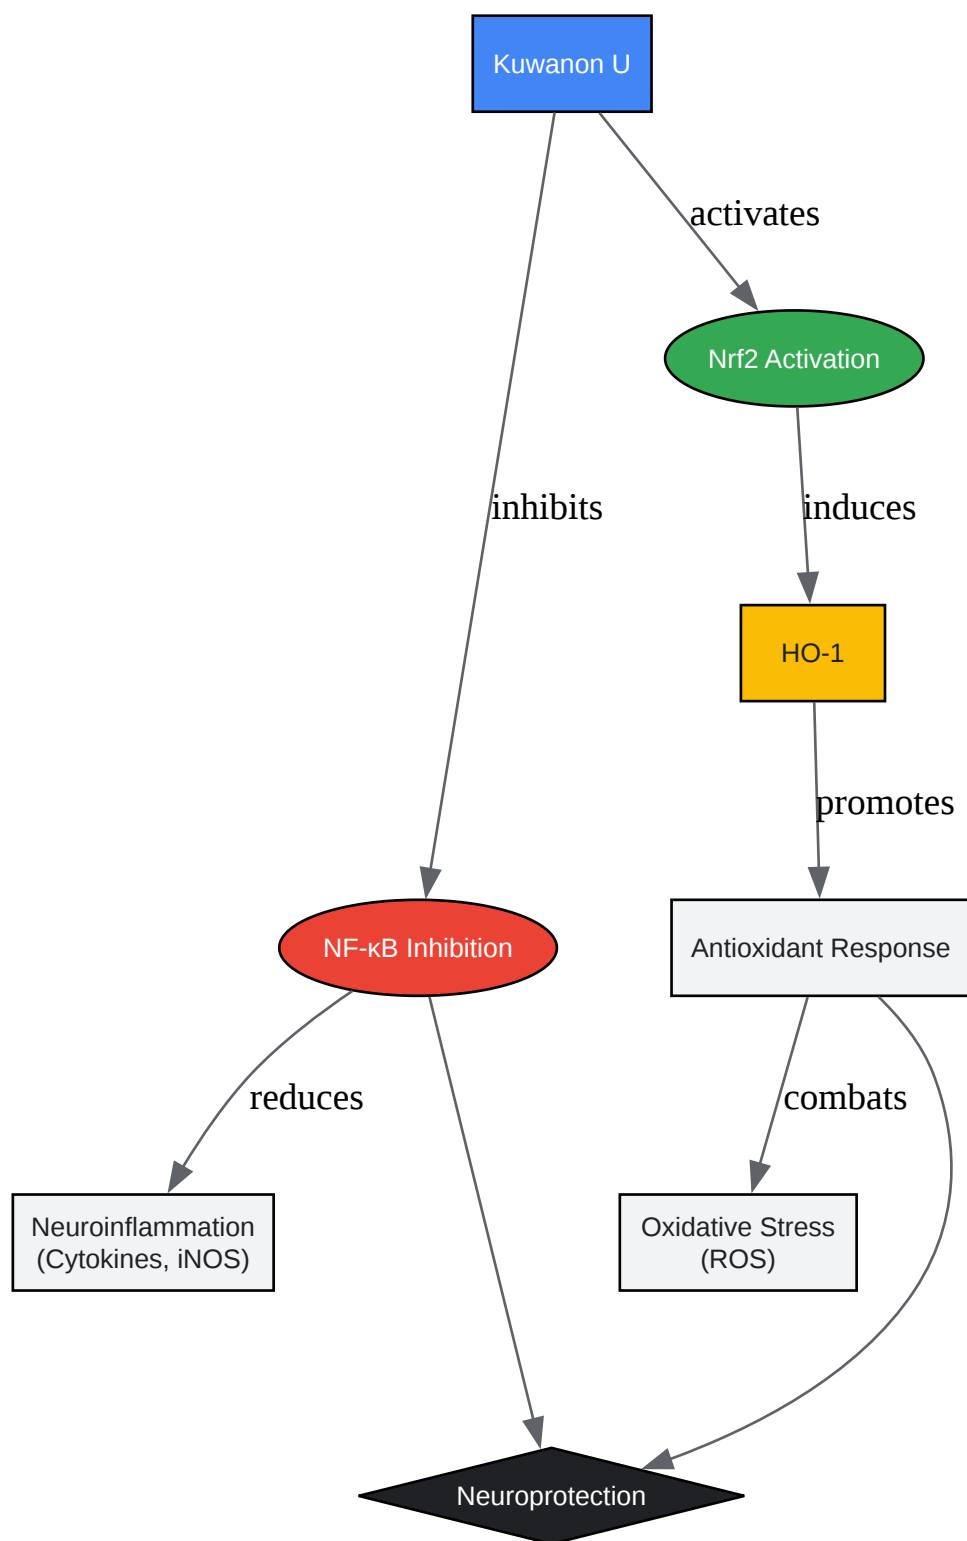 Kuwanon U
activates
Nrf2 Activation
inhibits
induces
HO-1
promotes
NF-κB Inhibition
Antioxidant Response
reduces
combats
Neuroinflammation
(Cytokines, iNOS)
Oxidative Stress
(ROS)
Neuroprotection